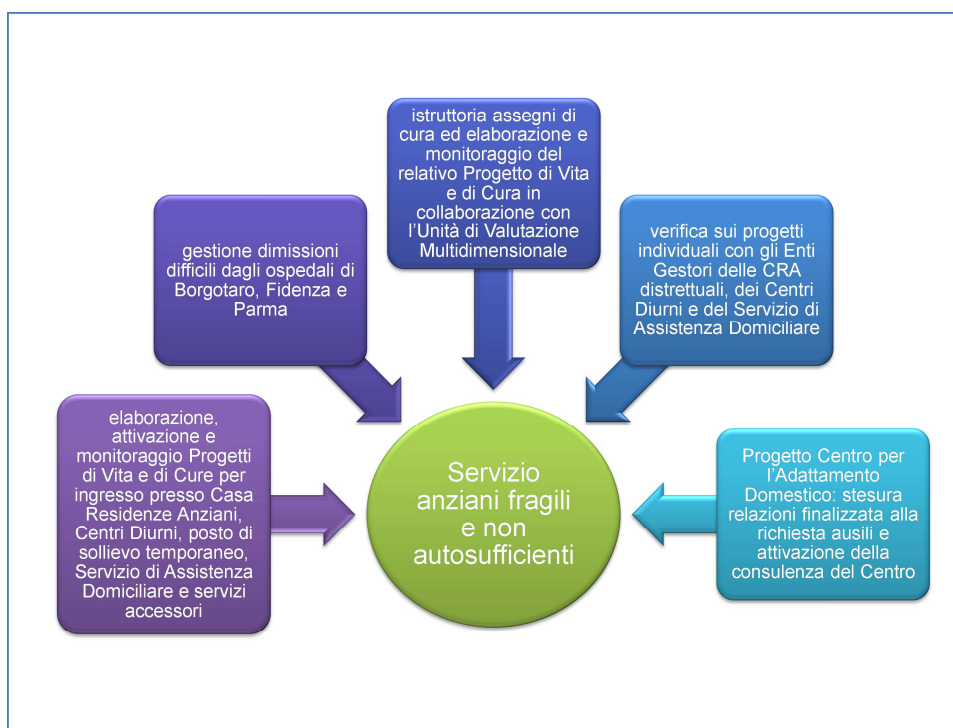 istruttoria assegni di
cura ed elaborazione e
monitoraggio del
relativo Progetto di Vita
e di Cura in
collaborazione con
l'Unità di Valutazione
Multidimensionale
gestione dimissioni
difficili dagli ospedali di
Borgotaro, Fidenza e
Parma
verifica sui progetti
individuali con gli Enti
Gestori delle CRA
distrettuali, dei Centri
Diurni e del Servizio di
Assistenza Domiciliare
elaborazione,
attivazione e
monitoraggio Progetti
di Vita e di Cure per
ingresso presso Casa
Residenze Anziani,
Centri Diurni, posto di
sollievo temporaneo,
Servizio di Assistenza
Domiciliare e servizi
accessori
Servizio
anziani fragili
e non
autosufficienti
Progetto Centro per
l'Adattamento
Domestico: stesura
relazioni finalizzata alla
richiesta ausili e
attivazione della
consulenza del Centro